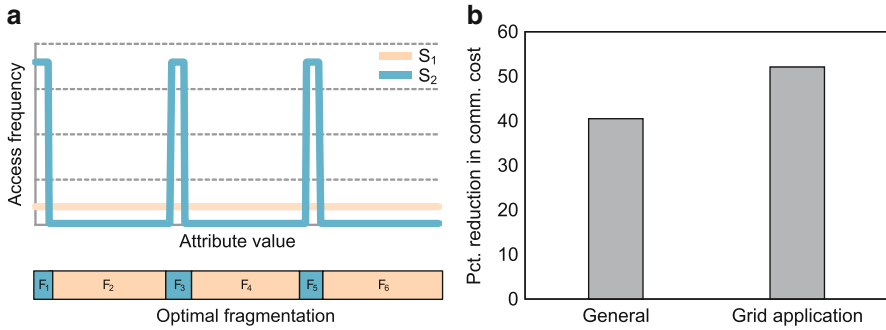 a
Access frequency
S₁
S₂
Attribute value
F₁ F₂ F₃ F₄ F₅ F₆
Optimal fragmentation
b
Pct. reduction in comm. cost
60
50
40
30
20
10
0
General Grid application